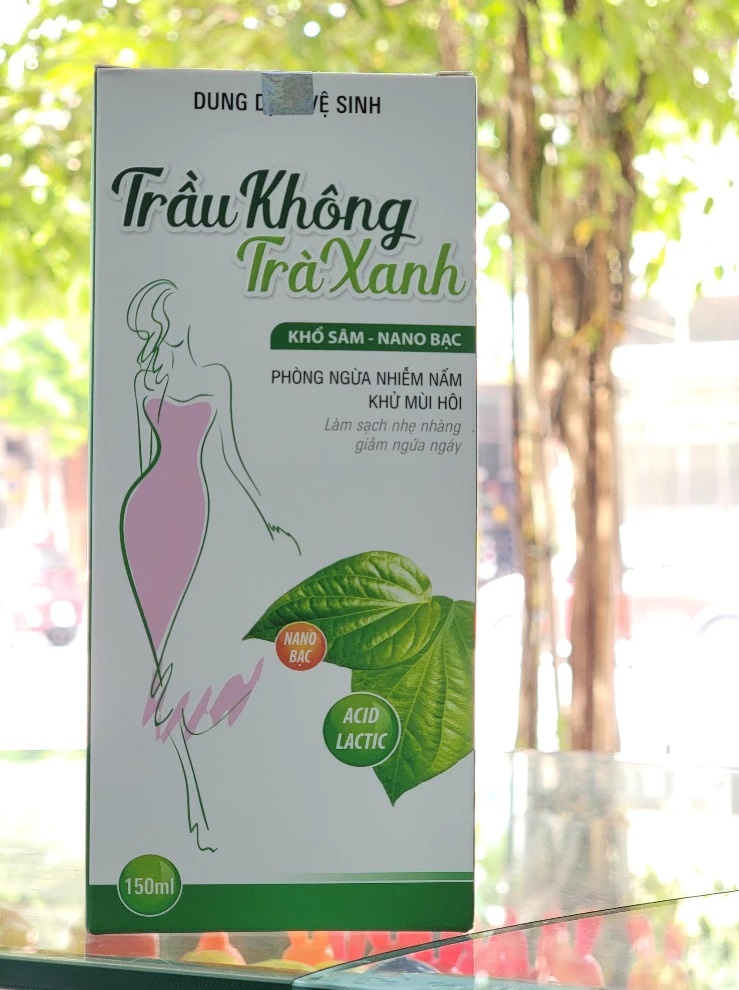 DUNG VỆ SINH
Trầu Không
Trà Xanh
KHỔ SÂM - NANO BẠC
PHÒNG NGỪA NHIỄM NẤM
KHỬ MÙI HÔI
Làm sạch nhẹ nhàng
giảm ngứa ngáy
NANO
BẠC
ACID
LACTIC
150ml